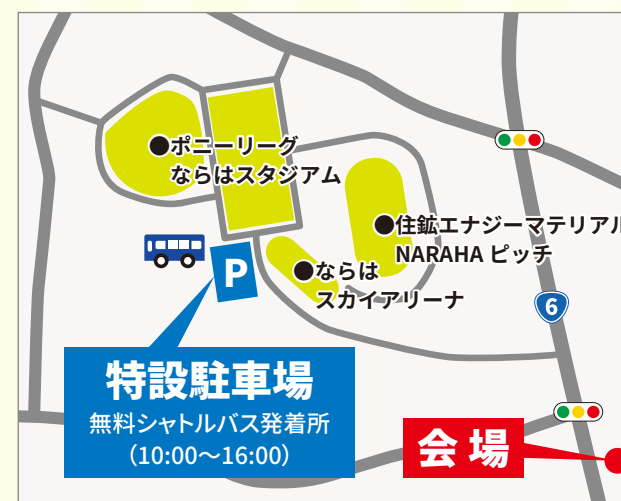 ポニーリーグ
ならはスタジアム
住鉱エナジーマテリアル
NARAHA ピッチ
ならは
スカイアリーナ
P
6
特設駐車場
無料シャトルバス発着所
(10:00〜16:00)
会場